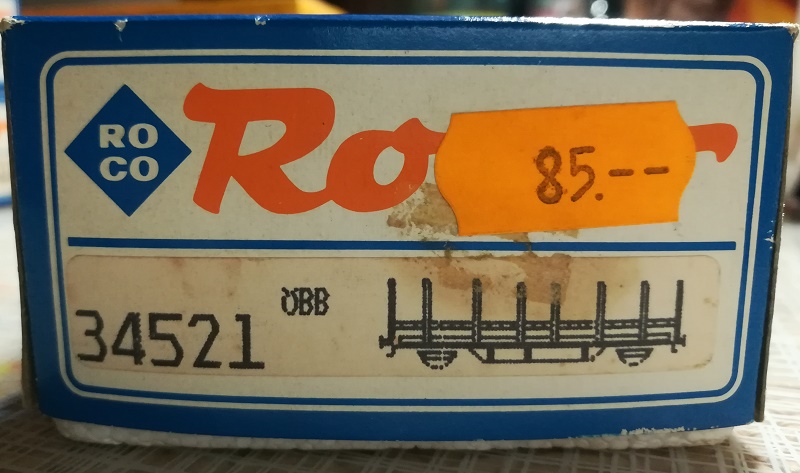 RO
CO
Ro
85.--
ÖBB
34521